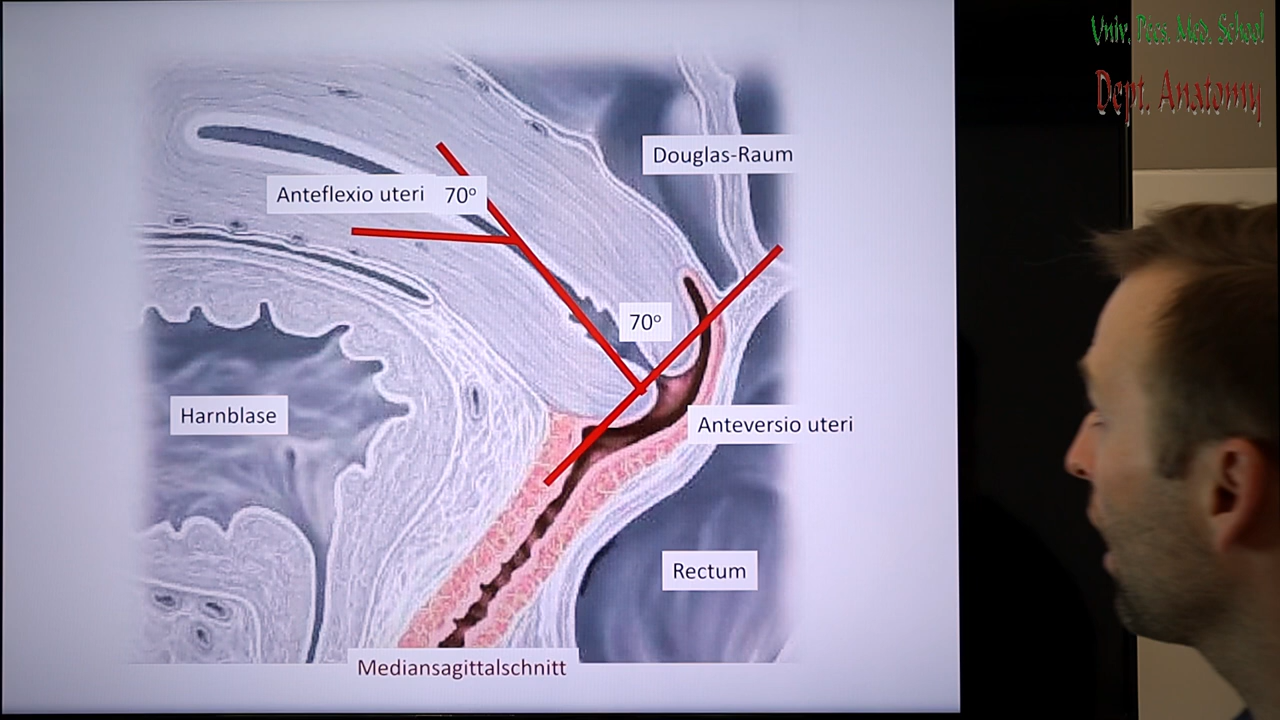 Univ. Pécs. Med. School
Dept. Anatomy
Douglas-Raum
Anteflexio uteri 70°
70°
Harnblase
Anteversio uteri
Rectum
Mediansagittalschnitt